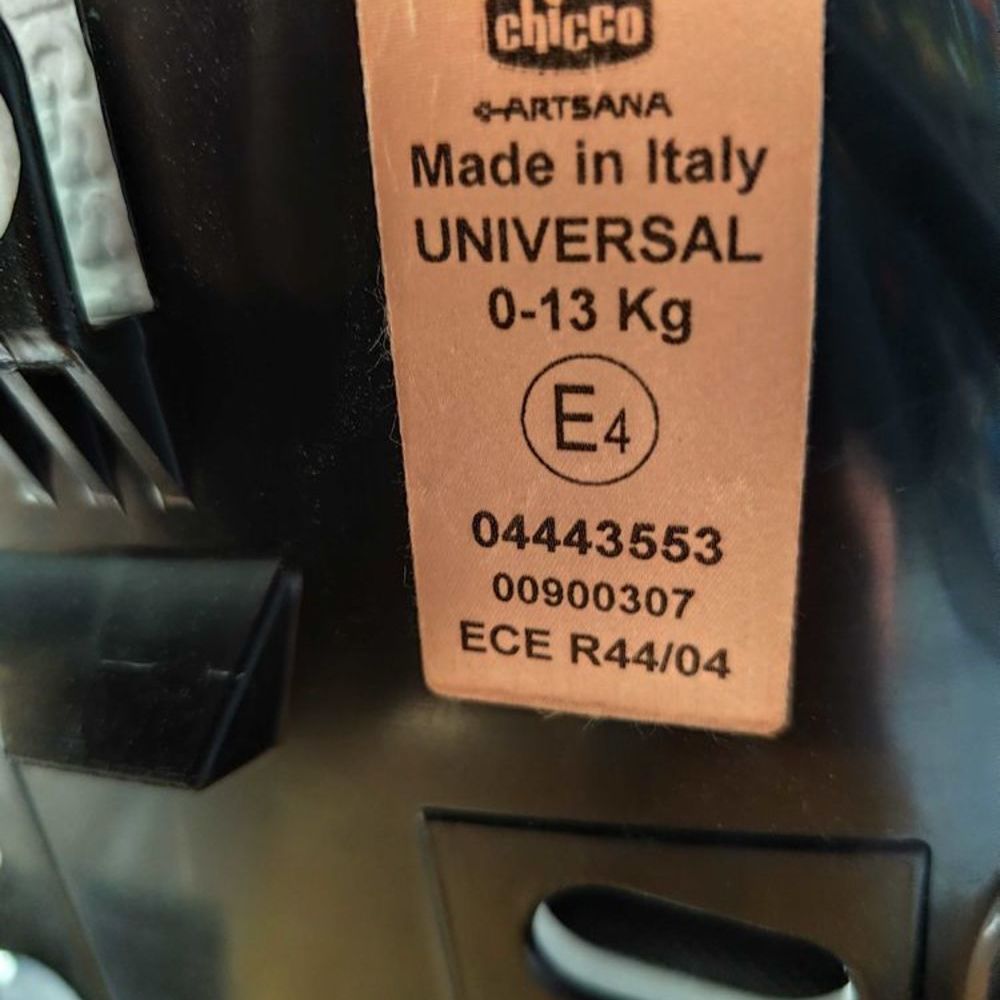 chicco
ARTSANA
Made in Italy
UNIVERSAL
0-13 Kg
E4
04443553
00900307
ECE R44/04